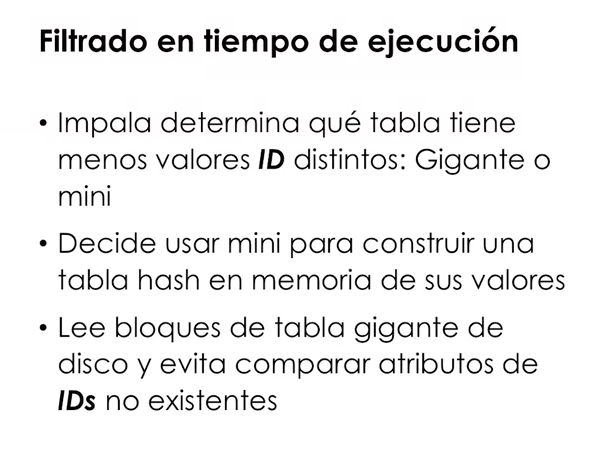 Filtrado en tiempo de ejecución
• Impala determina qué tabla tiene
menos valores ID distintos: Gigante o
mini
• Decide usar mini para construir una
tabla hash en memoria de sus valores
• Lee bloques de tabla gigante de
disco y evita comparar atributos de
IDs no existentes